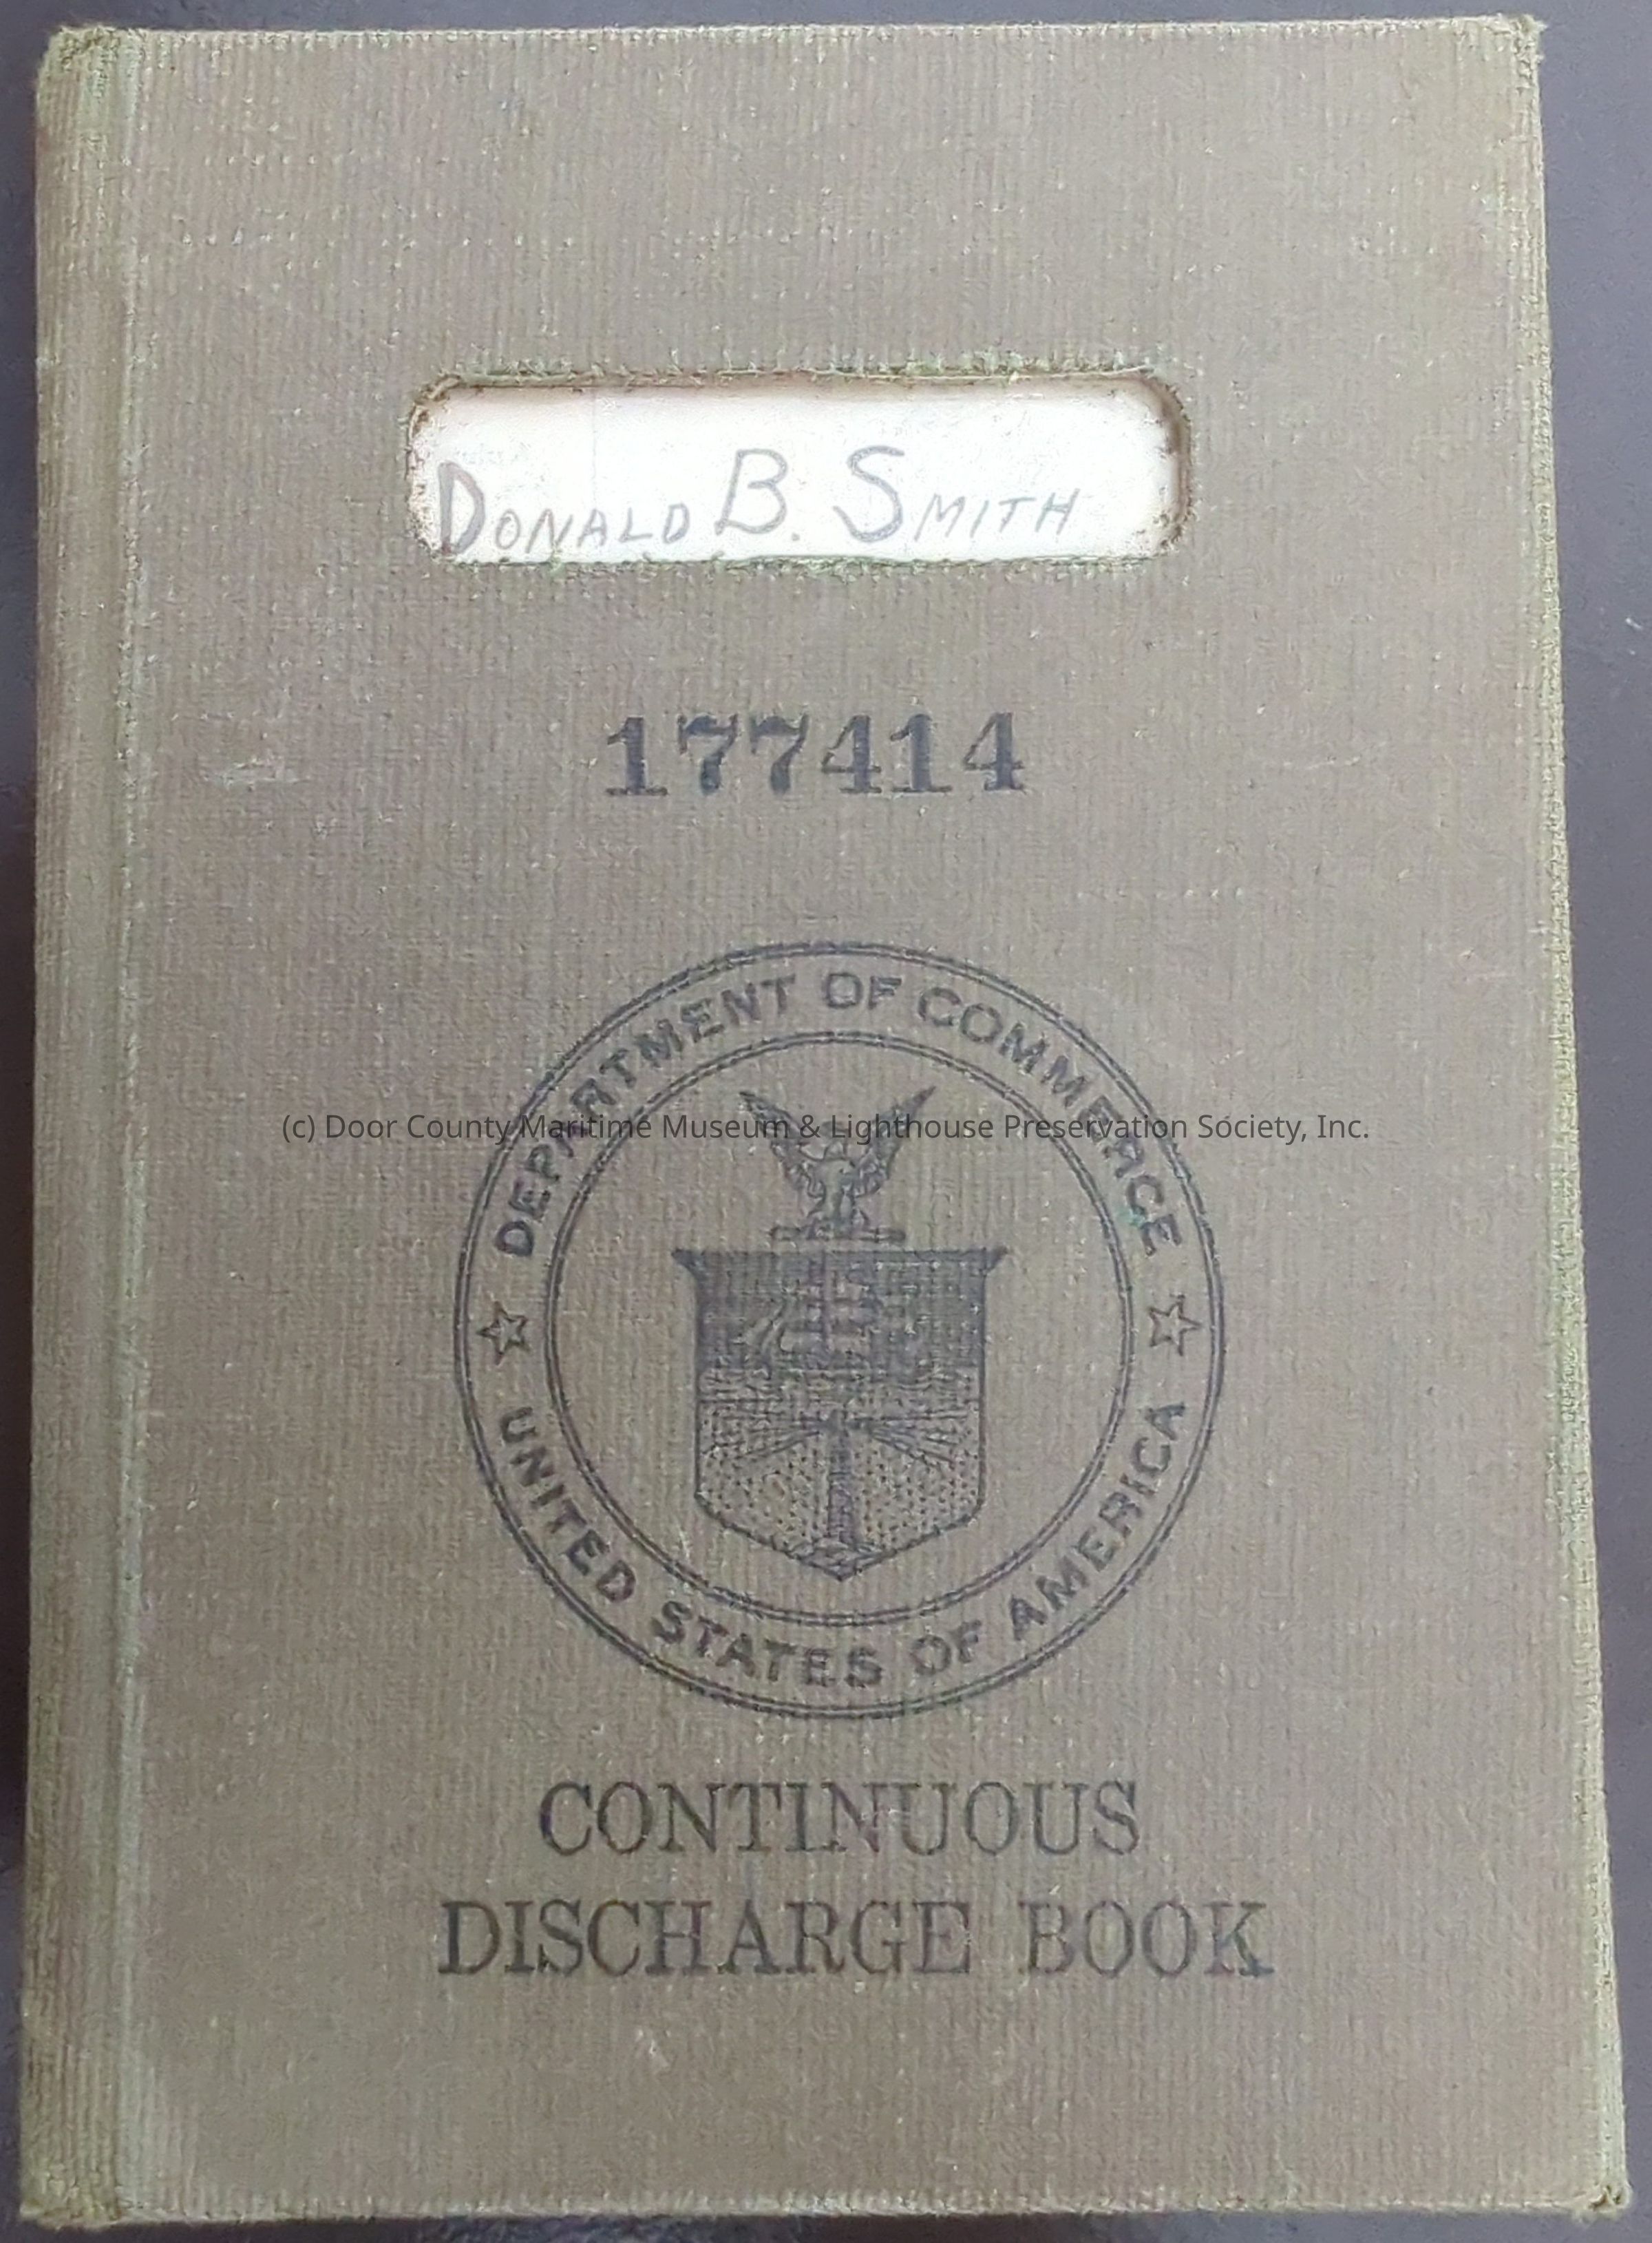 DONALD B. SMITH
177414
DEPARTMENT OF COMMERCE
(c) Door County Maritime Museum & Lighthouse Preservation Society, Inc.
UNITED STATES OF AMERICA
CONTINUOUS
DISCHARGE BOOK